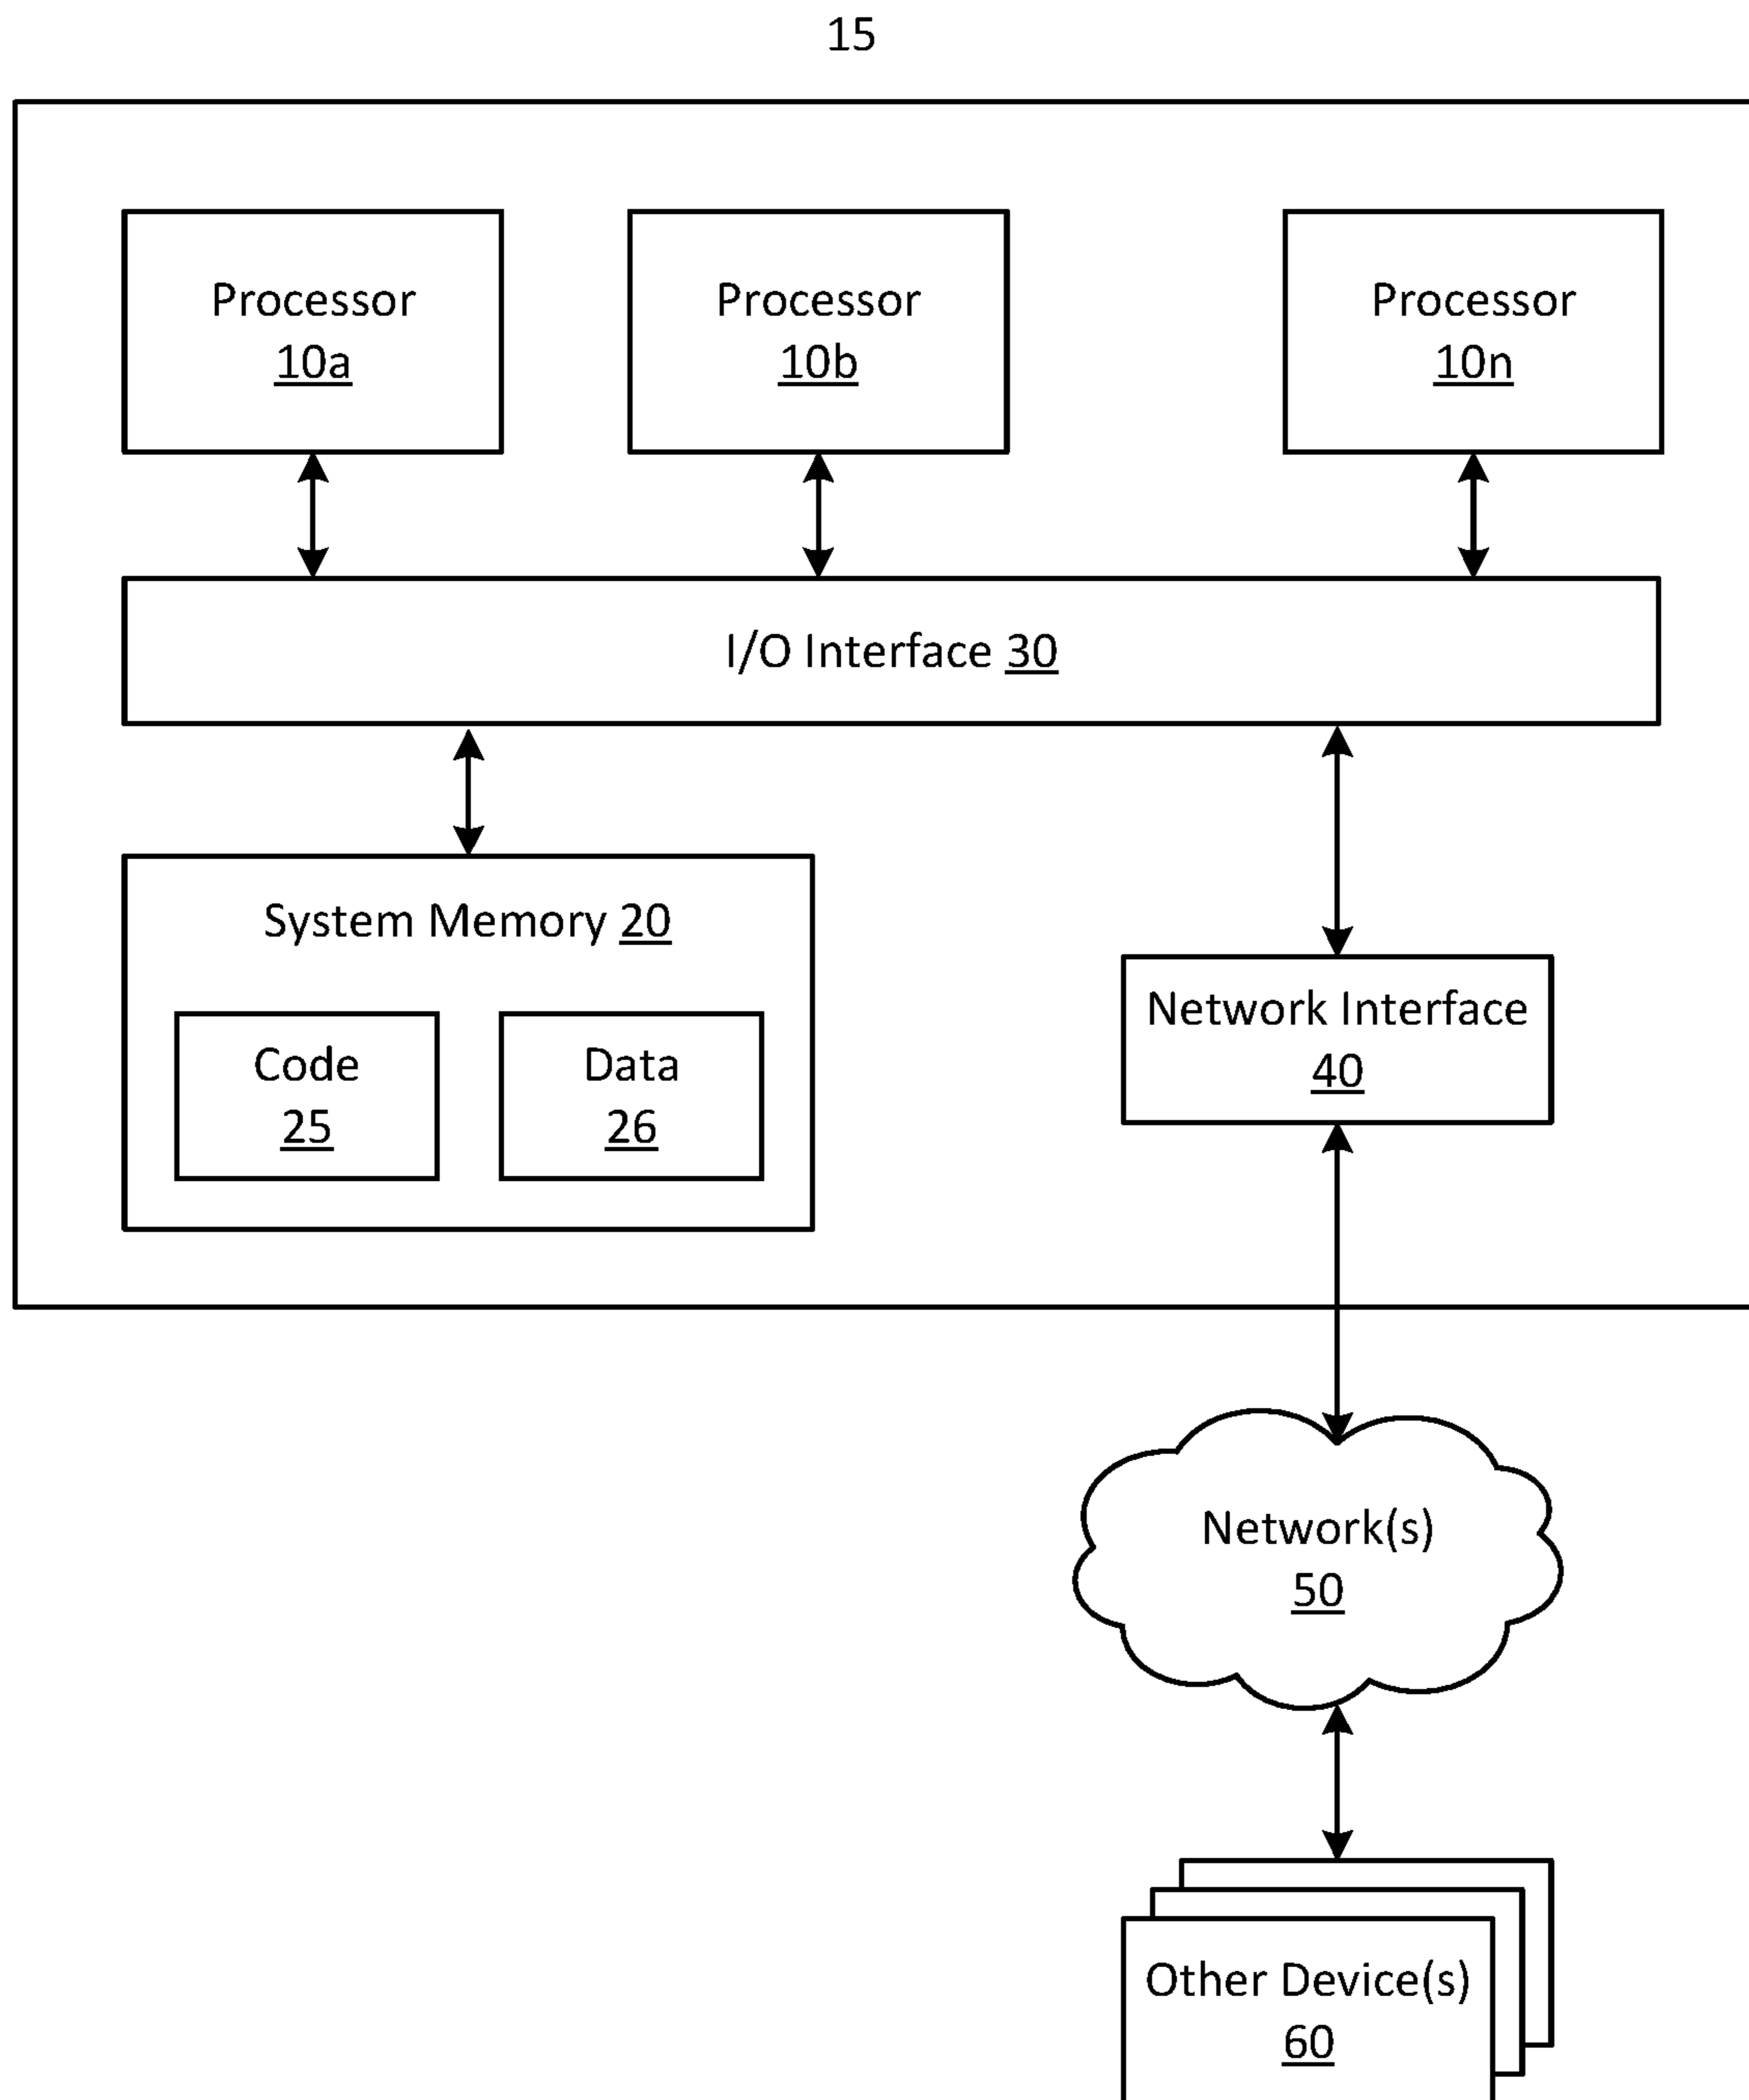 15
Processor
10a
Processor
10b
Processor
10n
I/O Interface 30
System Memory 20
Code
25
Data
26
Network Interface
40
Network(s)
50
Other Device(s)
60